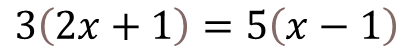 3(2x + 1) = 5(x − 1)